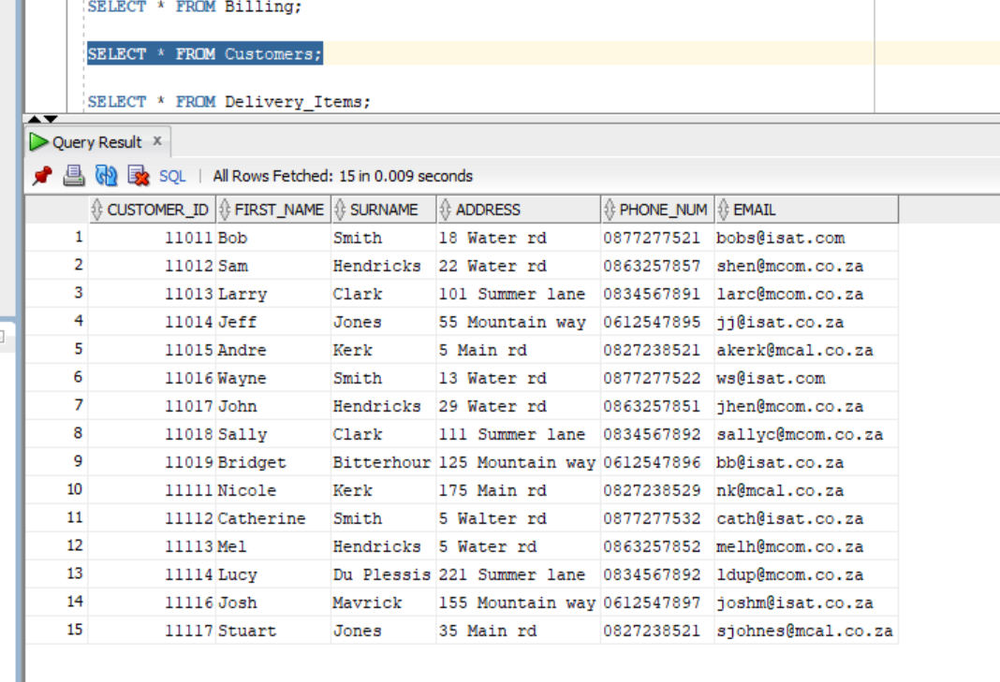 SELECT * FROM Billing;
SELECT * FROM Customers;
SELECT * FROM Delivery_Items;
Query Result x
SQL | All Rows Fetched: 15 in 0.009 seconds
CUSTOMER_ID FIRST_NAME SURNAME ADDRESS PHONE_NUM EMAIL
1 11011 Bob Smith 18 Water rd 0877277521 bobs@isat.com
2 11012 Sam Hendricks 22 Water rd 0863257857 shen@mcom.co.za
3 11013 Larry Clark 101 Summer lane 0834567891 larc@mcom.co.za
4 11014 Jeff Jones 55 Mountain way 0612547895 jj@isat.co.za
5 11015 Andre Kerk 5 Main rd 0827238521 akerk@mcal.co.za
6 11016 Wayne Smith 13 Water rd 0877277522 ws@isat.com
7 11017 John Hendricks 29 Water rd 0863257851 jhen@mcom.co.za
8 11018 Sally Clark 111 Summer lane 0834567892 sallyc@mcom.co.za
9 11019 Bridget Bitterhour 125 Mountain way 0612547896 bb@isat.co.za
10 11111 Nicole Kerk 175 Main rd 0827238529 nk@mcal.co.za
11 11112 Catherine Smith 5 Walter rd 0877277532 cath@isat.co.za
12 11113 Mel Hendricks 5 Water rd 0863257852 melh@mcom.co.za
13 11114 Lucy Du Plessis 221 Summer lane 0834567892 ldup@mcom.co.za
14 11116 Josh Mavrick 155 Mountain way 0612547897 joshm@isat.co.za
15 11117 Stuart Jones 35 Main rd 0827238521 sjohnes@mcal.co.za